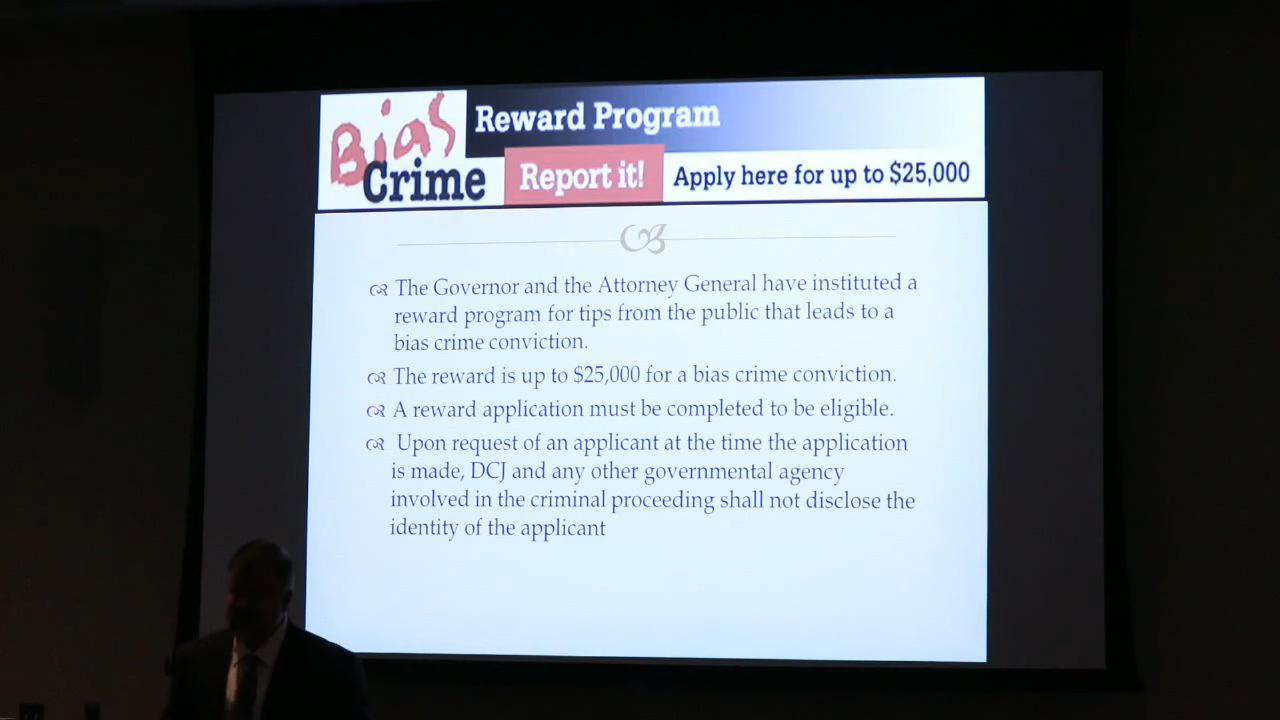 Bias
Crime
Reward Program
Report it!
Apply here for up to $25,000
The Governor and the Attorney General have instituted a
reward program for tips from the public that leads to a
bias crime conviction.
The reward is up to $25,000 for a bias crime conviction.
A reward application must be completed to be eligible.
Upon request of an applicant at the time the application
is made, DCJ and any other governmental agency
involved in the criminal proceeding shall not disclose the
identity of the applicant